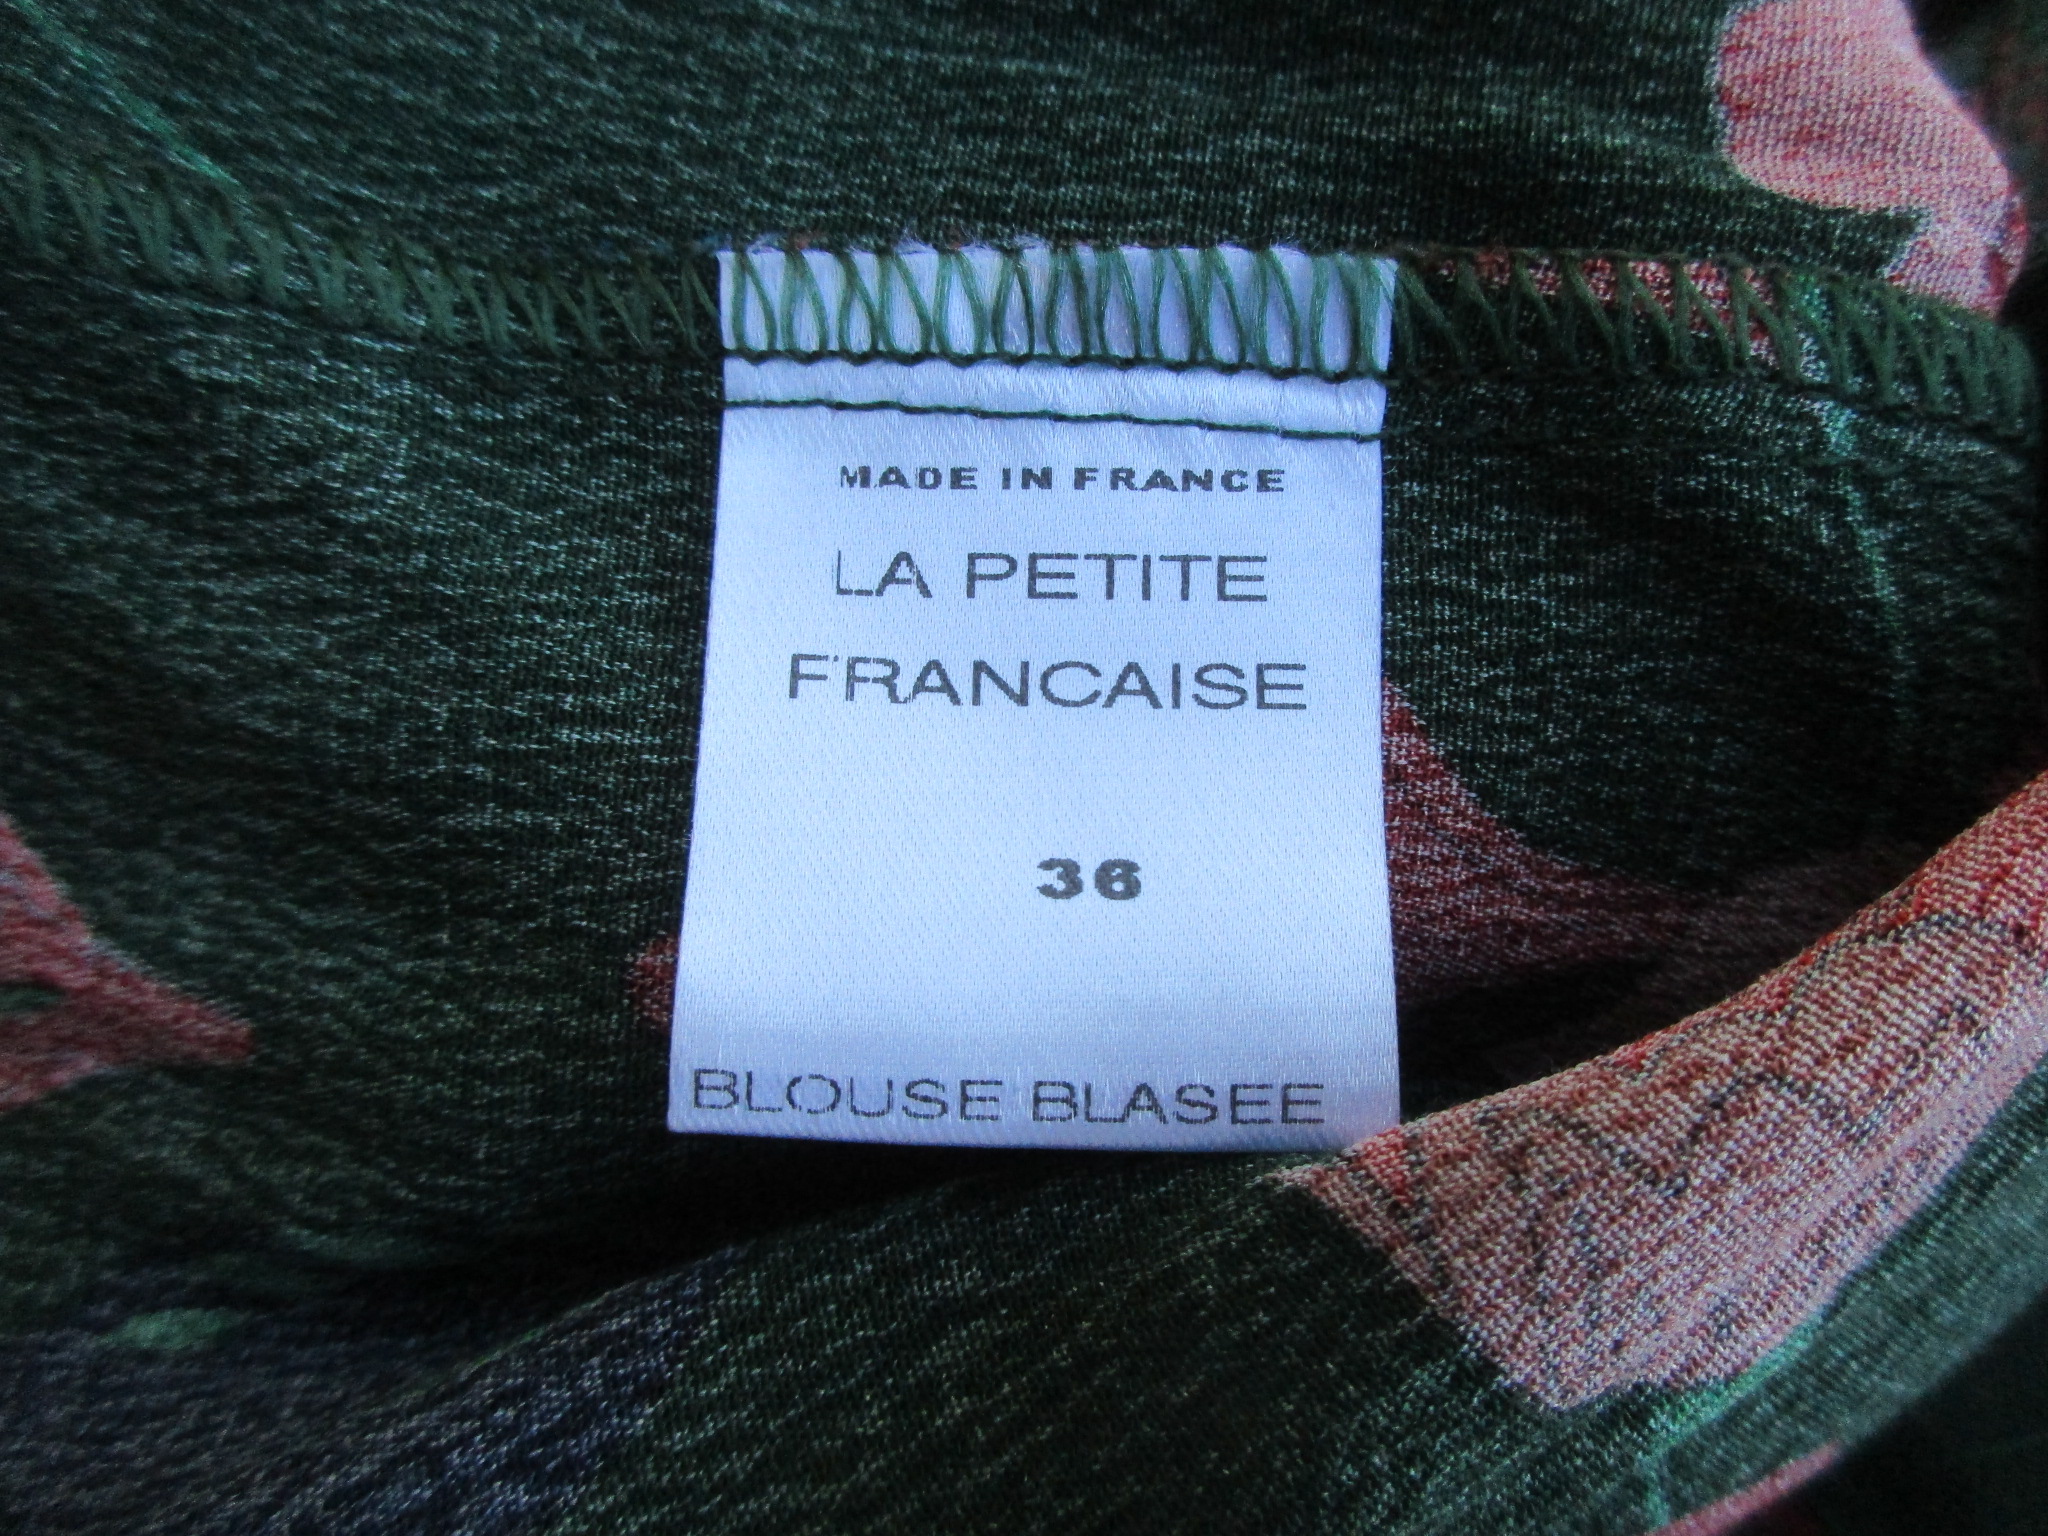 MADE IN FRANCE
LA PETITE
FRANCAISE
36
BLOUSE BLASEE